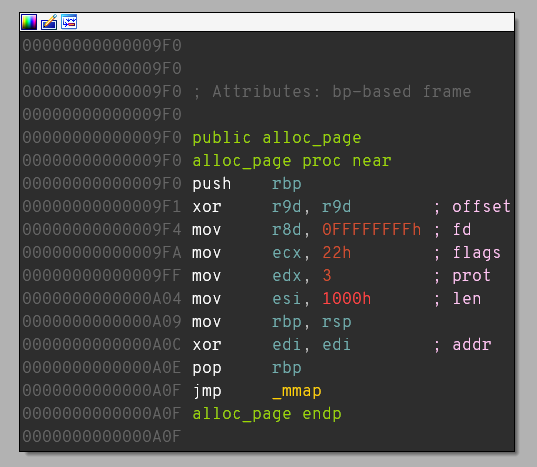 00000000000009F0
00000000000009F0
00000000000009F0 ; Attributes: bp-based frame
00000000000009F0
00000000000009F0 public alloc_page
00000000000009F0 alloc_page proc near
00000000000009F0 push    rbp
00000000000009F1 xor     r9d, r9d        ; offset
00000000000009F4 mov     r8d, 0FFFFFFFFh ; fd
00000000000009FA mov     ecx, 22h        ; flags
00000000000009FF mov     edx, 3          ; prot
0000000000000A04 mov     esi, 1000h      ; len
0000000000000A09 mov     rbp, rsp
0000000000000A0C xor     edi, edi        ; addr
0000000000000A0E pop     rbp
0000000000000A0F jmp     _mmap
0000000000000A0F alloc_page endp
0000000000000A0F